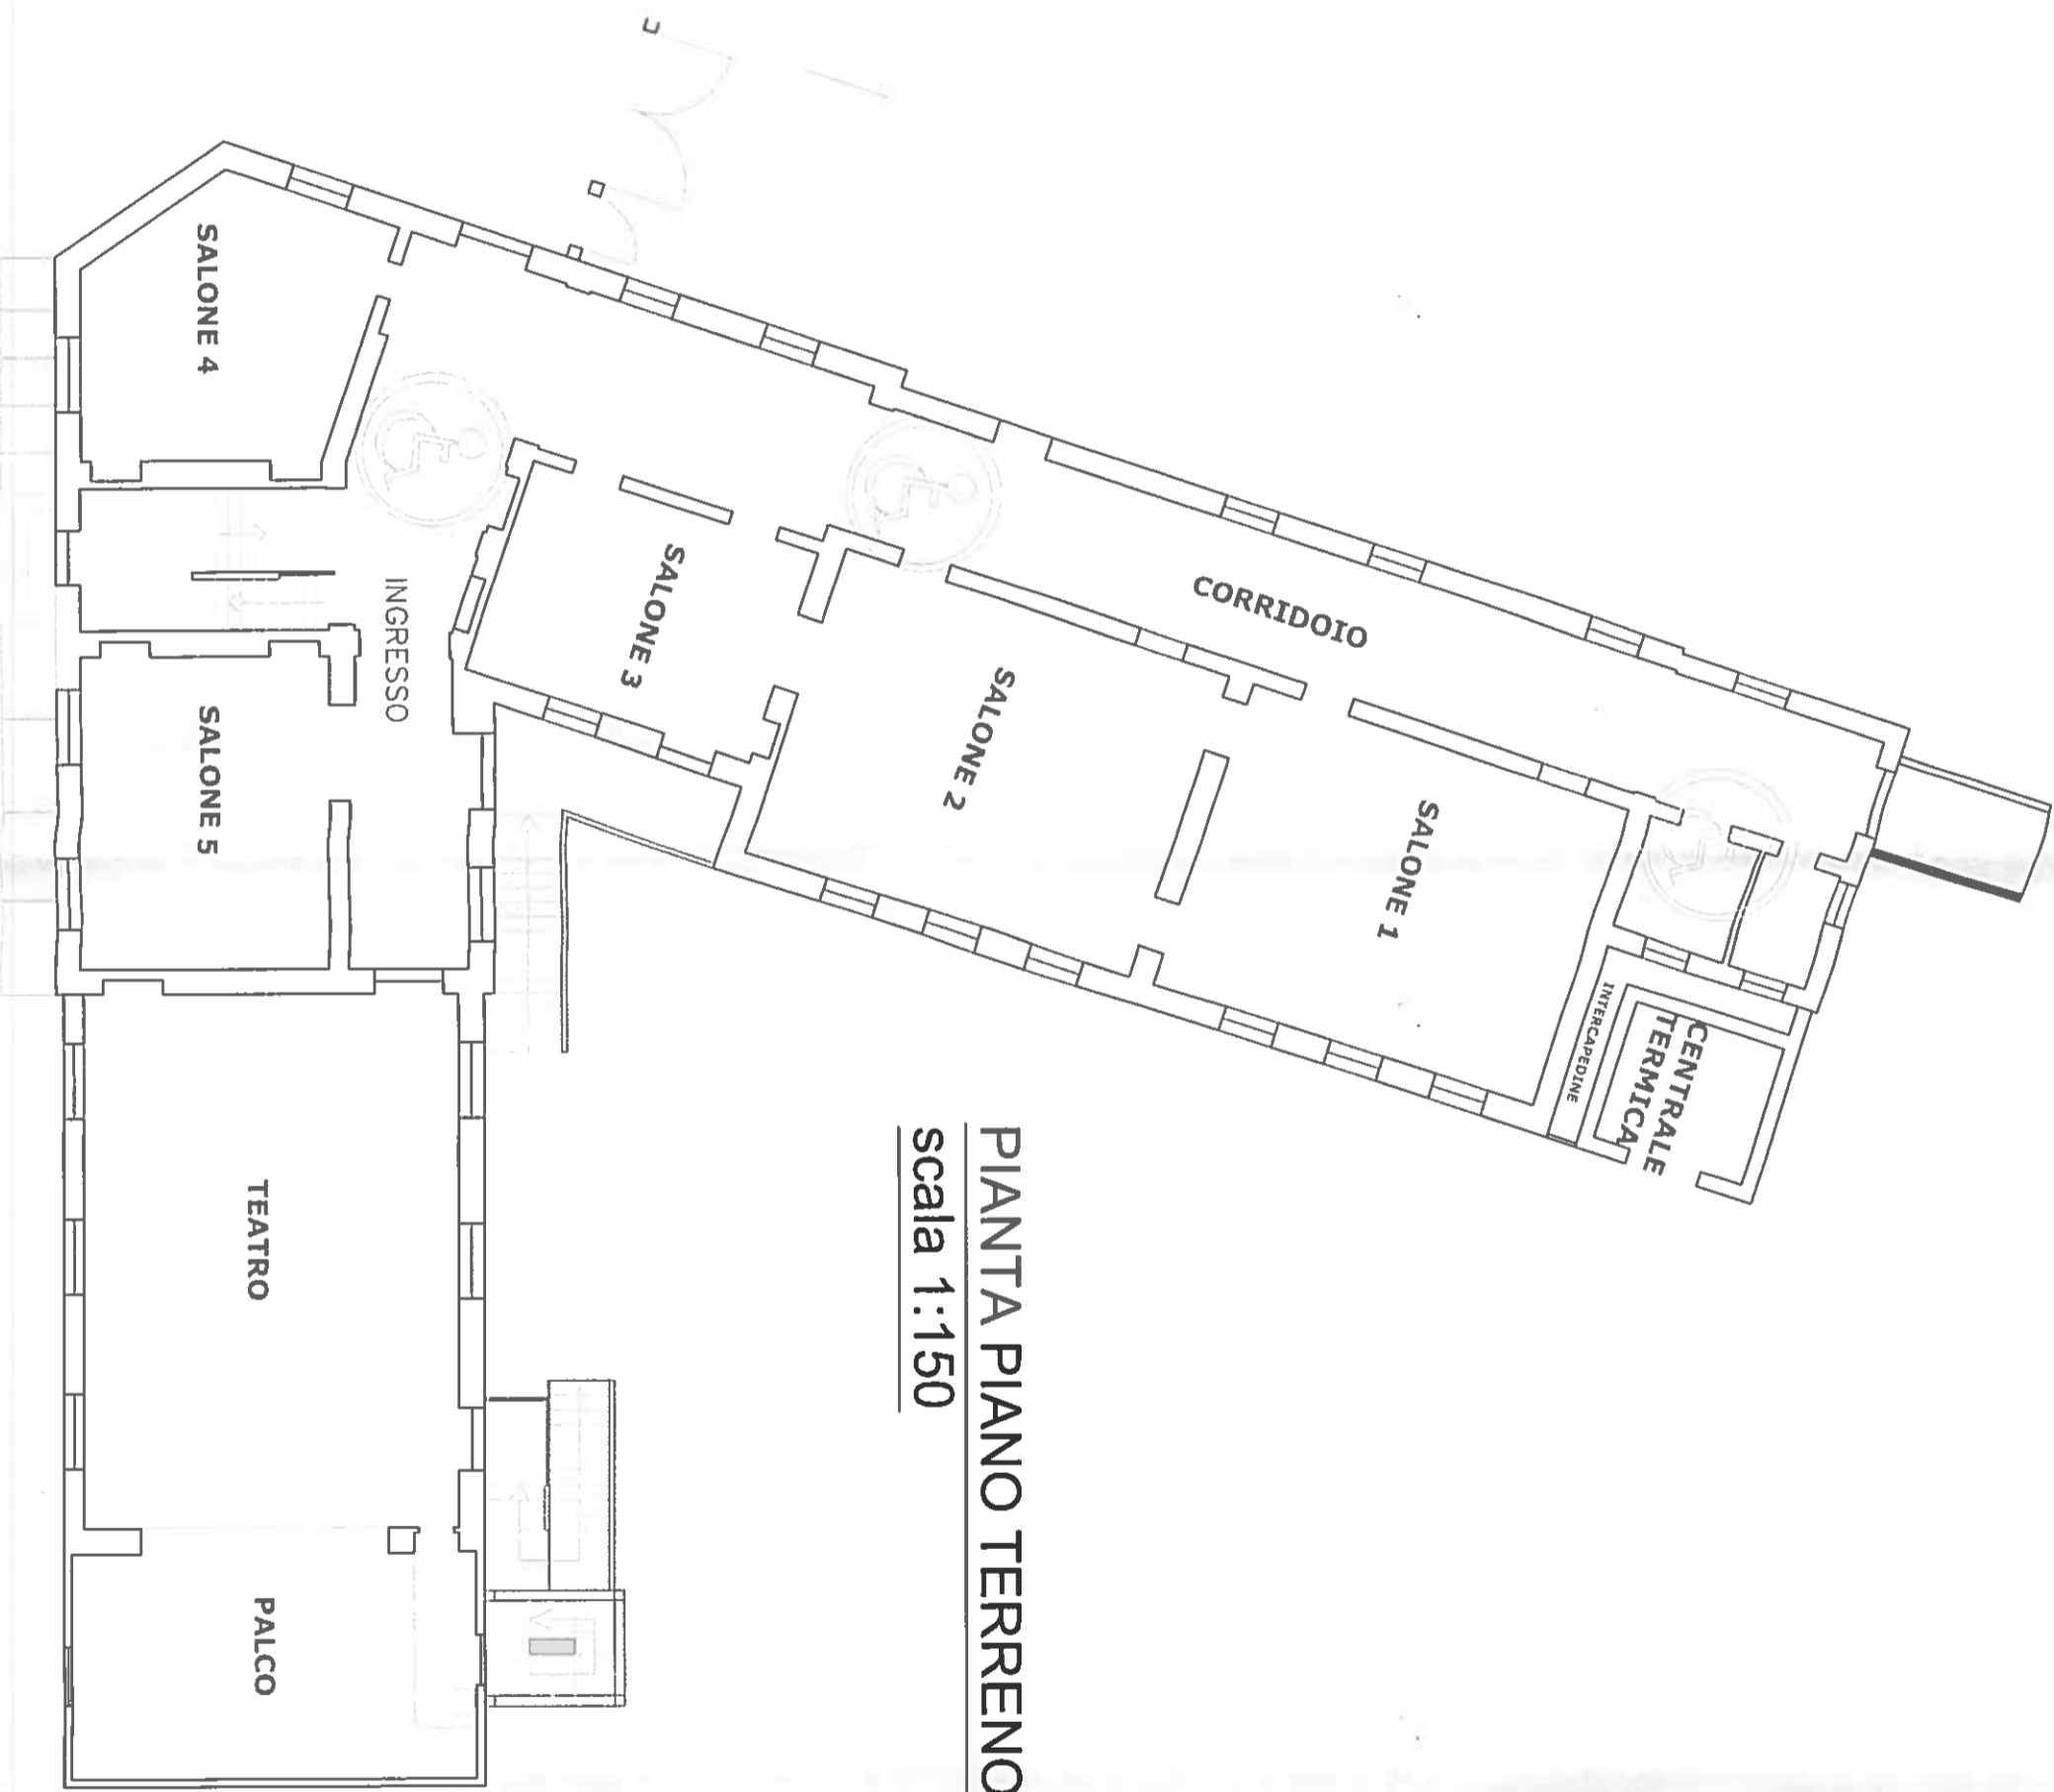 PIANTA PIANO TERRENO
scala 1:150
CORRIDOIO
SALONE 1
SALONE 2
SALONE 3
SALONE 4
INGRESSO
SALONE 5
INTERCAPEDINE
CENTRALE
TERMICA
TEATRO
PALCO